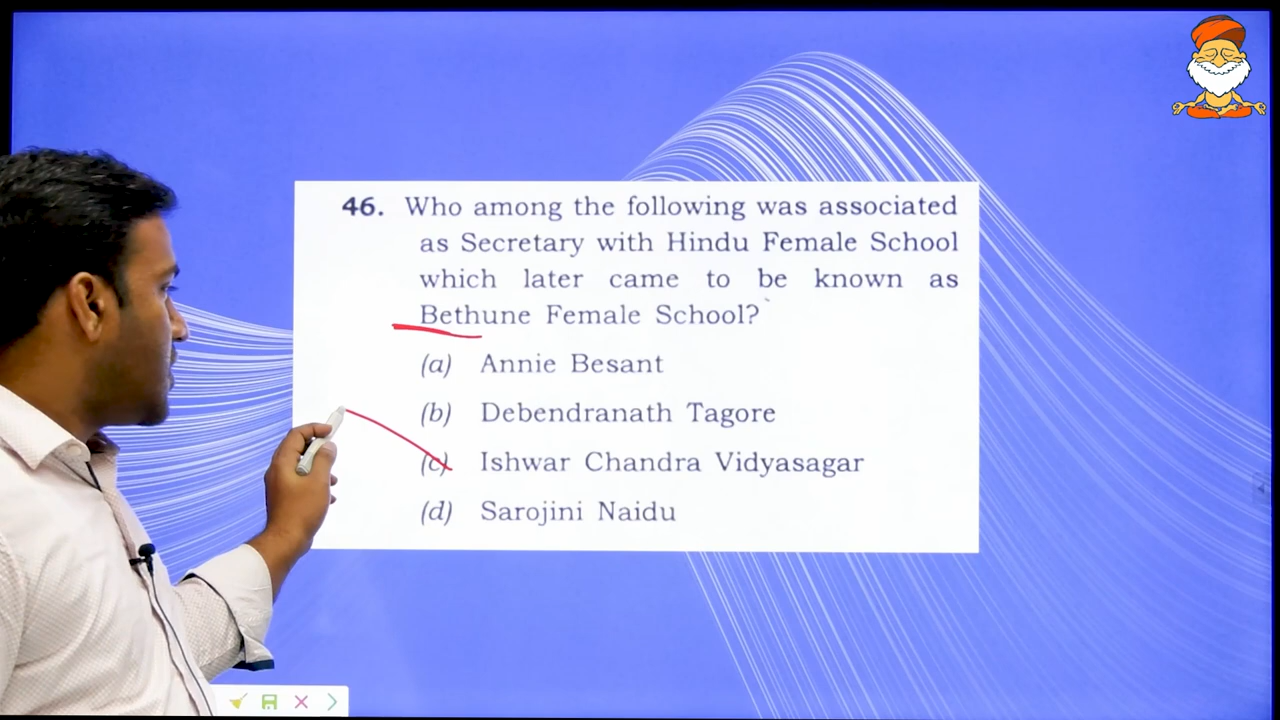 46. Who among the following was associated
as Secretary with Hindu Female School
which later came to be known as
Bethune Female School?
(a) Annie Besant
(b) Debendranath Tagore
(c) Ishwar Chandra Vidyasagar
(d) Sarojini Naidu